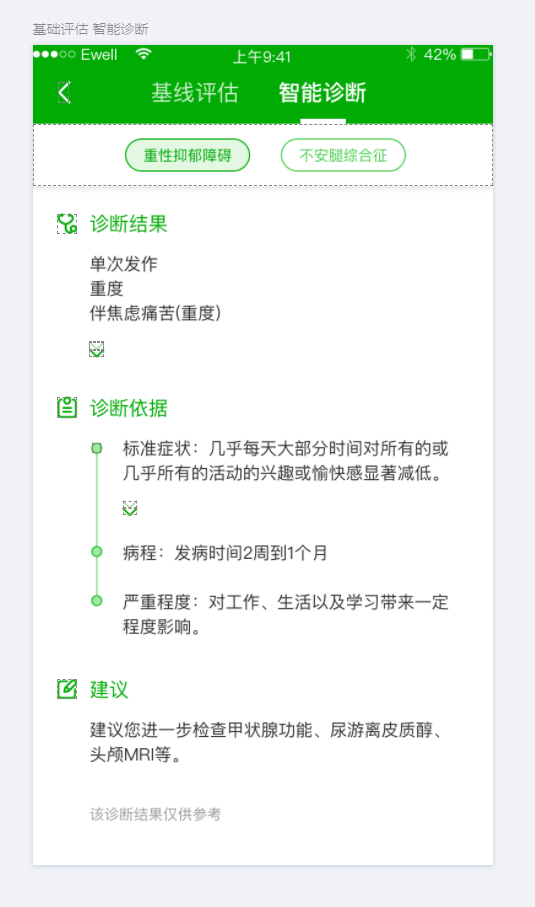 基础评估 智能诊断
Ewell 上午9:41 42%
基线评估 智能诊断
重性抑郁障碍 不安腿综合征
诊断结果
单次发作
重度
伴焦虑痛苦(重度)
诊断依据
标准症状：几乎每天大部分时间对所有的或
几乎所有的活动的兴趣或愉快感显著减低。
病程：发病时间2周到1个月
严重程度：对工作、生活以及学习带来一定
程度影响。
建议
建议您进一步检查甲状腺功能、尿游离皮质醇、
头颅MRI等。
该诊断结果仅供参考